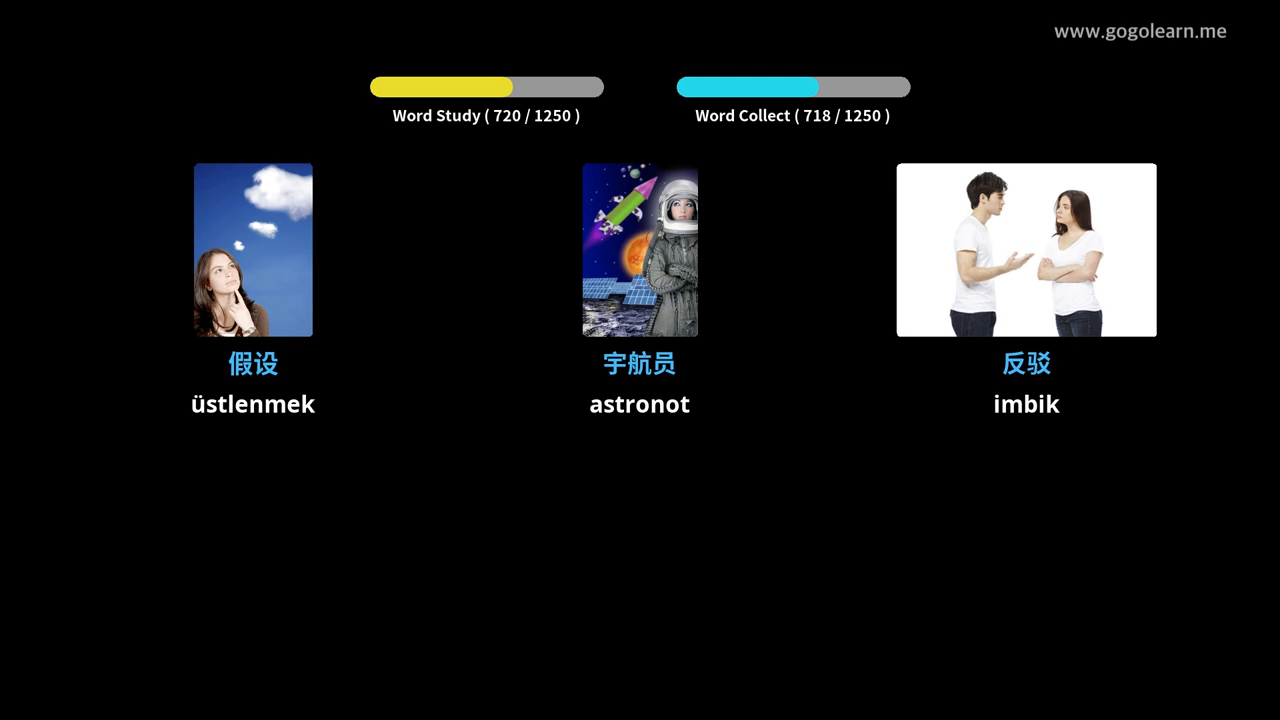 www.gogolearn.me
Word Study ( 720 / 1250 )
Word Collect ( 718 / 1250 )
假设
宇航员
反驳
üstlenmek
astronot
imbik